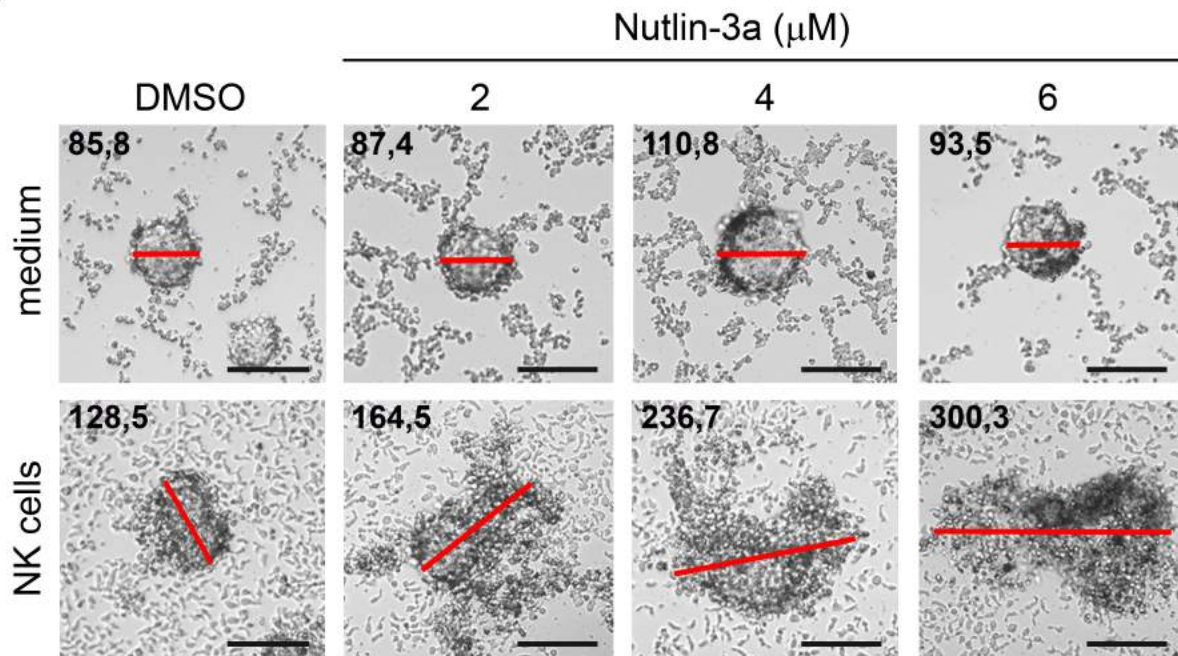 Nutlin-3a (μM)
DMSO 2 4 6
medium
85,8 87,4 110,8 93,5
NK cells
128,5 164,5 236,7 300,3